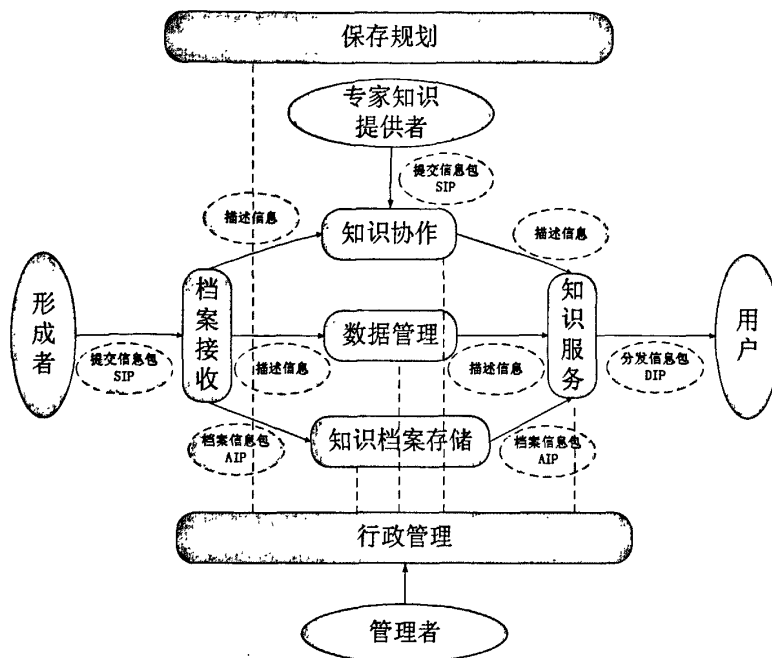 保存规划
专家知识
提供者
提交信息包
SIP
描述信息
知识协作
描述信息
形成者
档案接收
数据管理
知识服务
用户
提交信息包
SIP
描述信息
描述信息
分发信息包
DIP
档案信息包
AIP
知识档案存储
档案信息包
AIP
行政管理
管理者